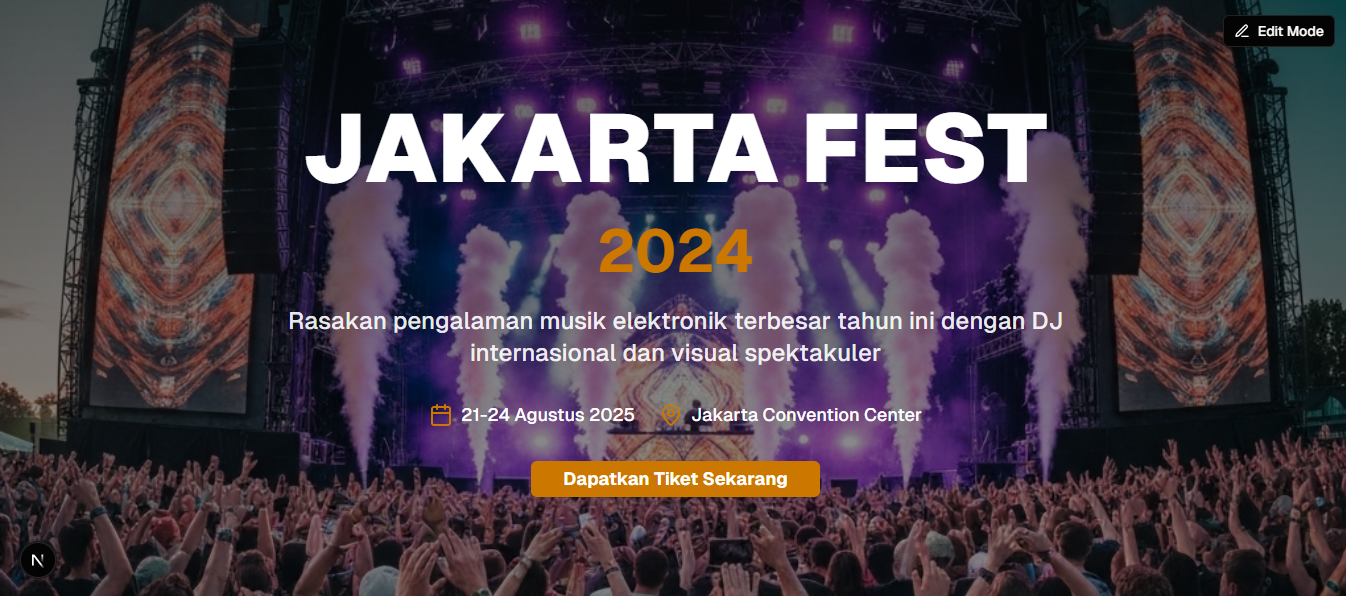 Edit Mode
JAKARTA FEST
2024
Rasakan pengalaman musik elektronik terbesar tahun ini dengan DJ
internasional dan visual spektakuler
21-24 Agustus 2025 Jakarta Convention Center
Dapatkan Tiket Sekarang
N